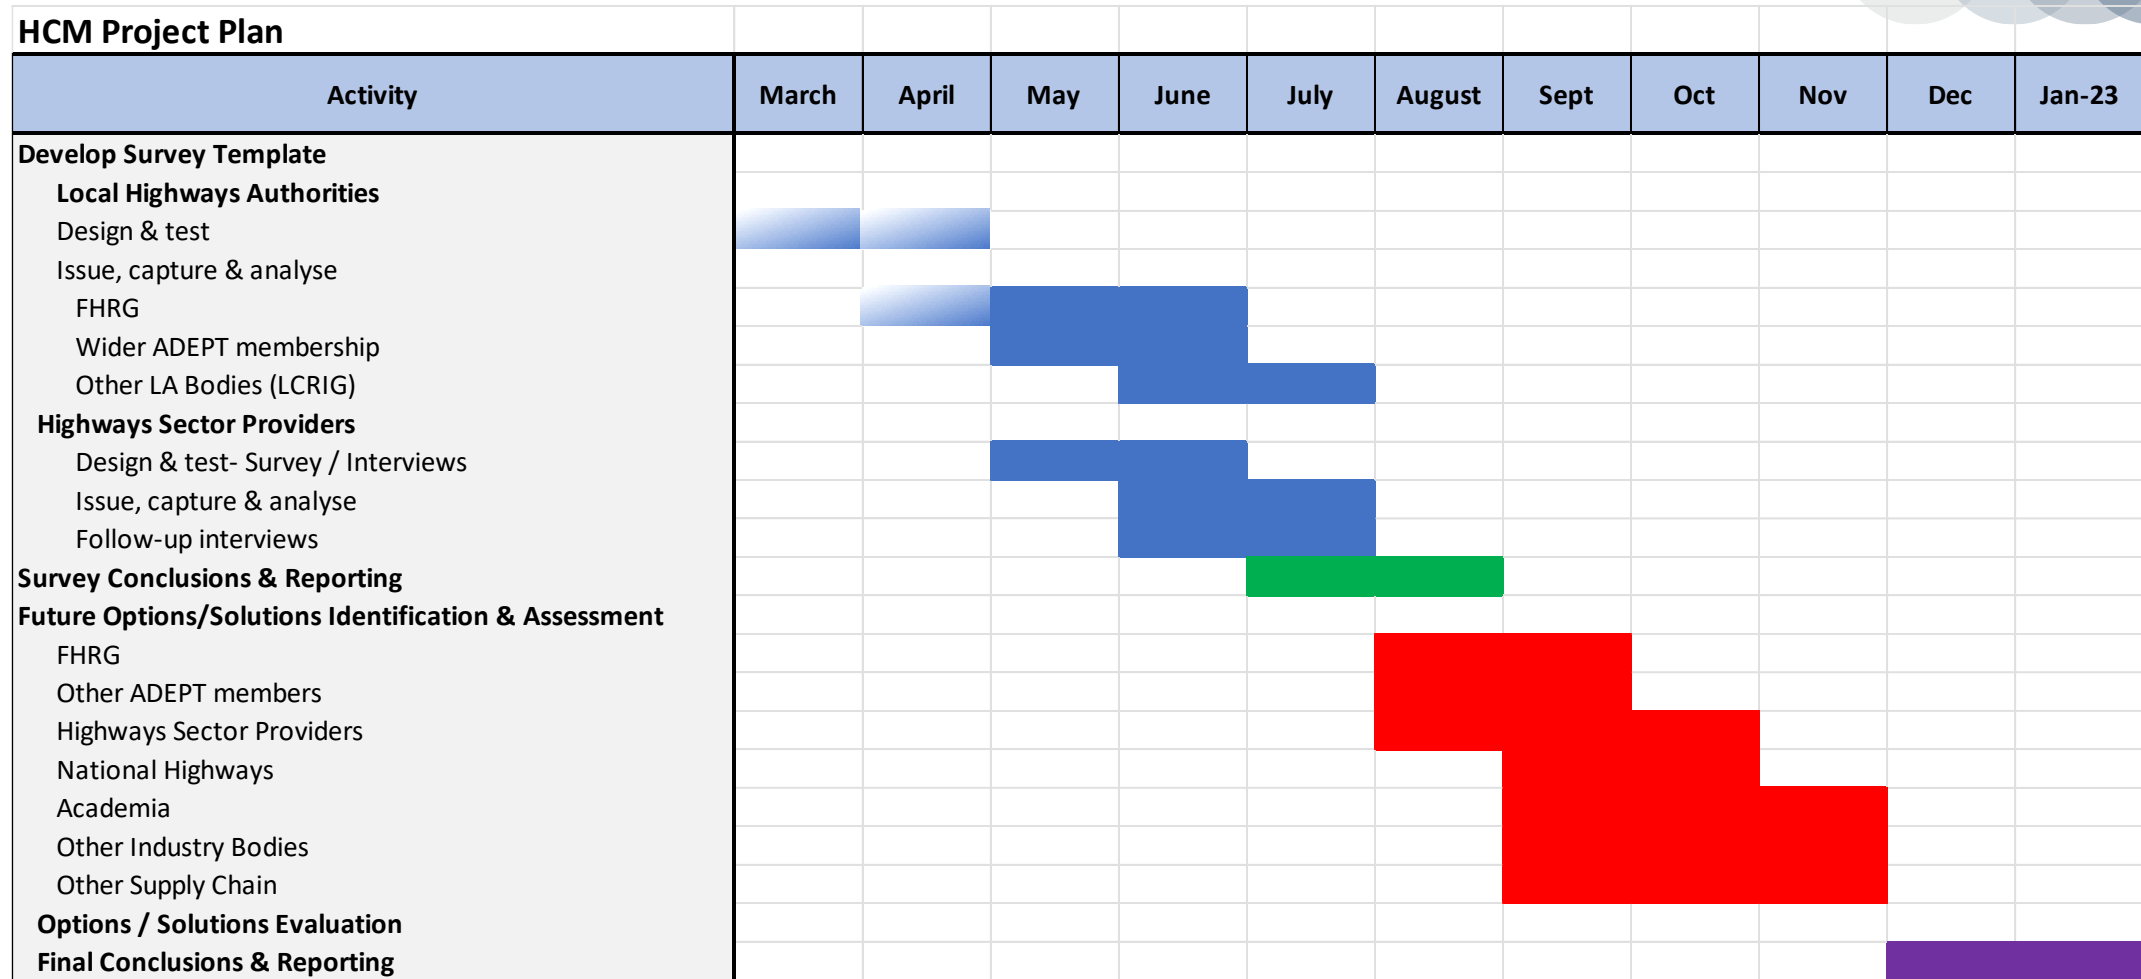 HCM Project Plan
Activity March April May June July August Sept Oct Nov Dec Jan-23
Develop Survey Template
Local Highways Authorities
Design & test
Issue, capture & analyse
FHRG
Wider ADEPT membership
Other LA Bodies (LCRIG)
Highways Sector Providers
Design & test- Survey / Interviews
Issue, capture & analyse
Follow-up interviews
Survey Conclusions & Reporting
Future Options/Solutions Identification & Assessment
FHRG
Other ADEPT members
Highways Sector Providers
National Highways
Academia
Other Industry Bodies
Other Supply Chain
Options / Solutions Evaluation
Final Conclusions & Reporting